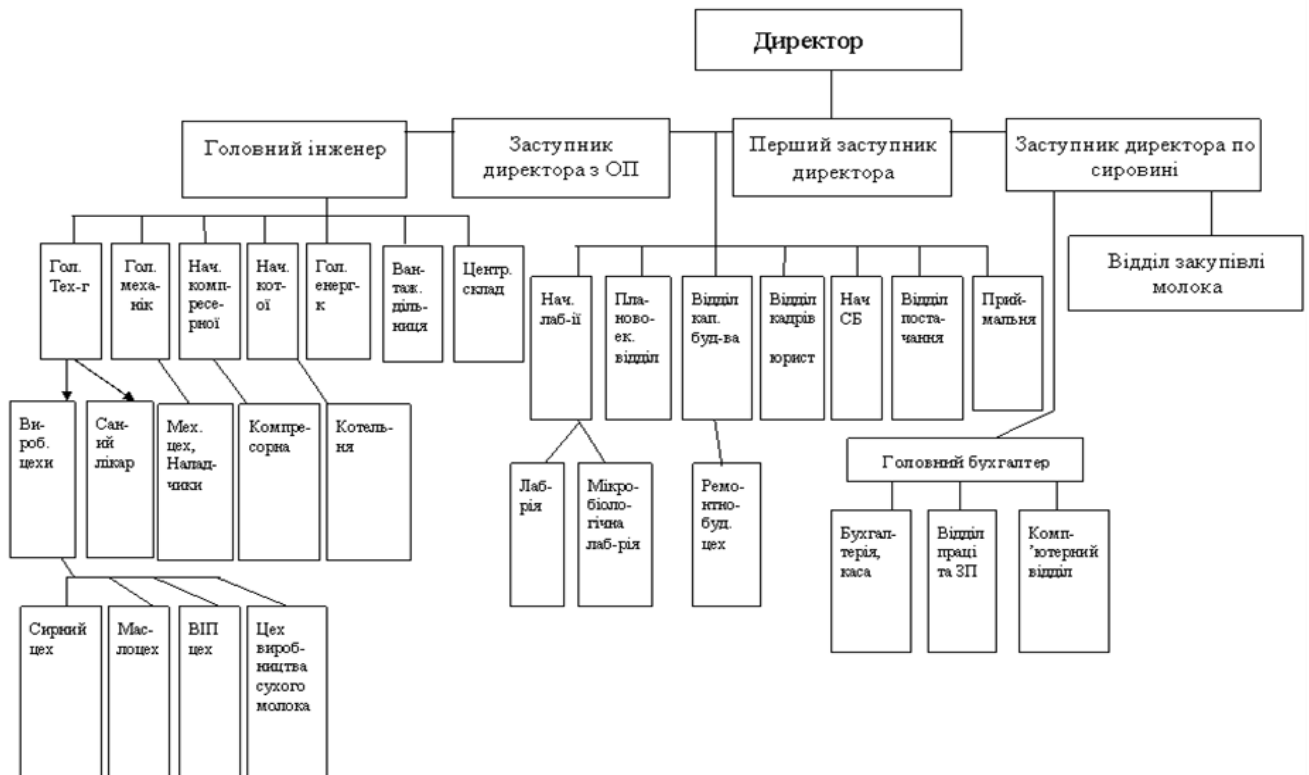 Директор
Головний інженер
Заступник
директора з ОП
Перший заступник
директора
Заступник директора по
сировині
Гол.
Тех-г
Гол.
меха-
нік
Нач.
комп-
ресе-
рної
Нач.
кот-
ої
Гол.
енерг-
к
Ван-
таж.
діль-
ниця
Центр.
склад
Нач.
лаб-ії
Пла-
ново-
ек.
відділ
Відділ
кап.
буд-ва
Відділ
кадрів
юрист
Нач
СБ
Відділ
поста-
чання
Прий-
мальня
Відділ закупівлі
молока
Ви-
роб.
цехи
Сан-
ий
лікар
Мех.
цех,
Налад-
чики
Компре-
сорна
Котель-
ня
Лаб-
рія
Мікро-
біоло-
гічна
лаб-рія
Ремо-
нтно-
буд.
цех
Головний бухгалтер
Бухгал-
терія,
каса
Відділ
праці
та ЗП
Комп-
’ютерний
відділ
Сирний
цех
Мас-
лоцех
ВІП
цех
Цех
вироб-
ництва
сухого
молока